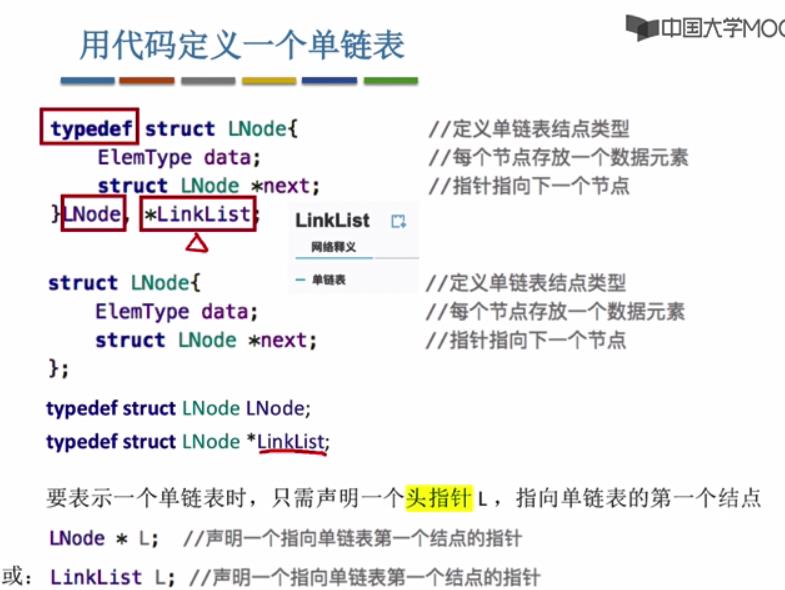 中国大学MOO
用代码定义一个单链表
typedef struct LNode{ //定义单链表结点类型
ElemType data; //每个节点存放一个数据元素
struct LNode *next; //指针指向下一个节点
}LNode, *LinkList;
LinkList
网络释义
单链表
struct LNode{ //定义单链表结点类型
ElemType data; //每个节点存放一个数据元素
struct LNode *next; //指针指向下一个节点
};
typedef struct LNode LNode;
typedef struct LNode *LinkList;
要表示一个单链表时，只需声明一个头指针 L ，指向单链表的第一个结点
LNode * L; //声明一个指向单链表第一个结点的指针
或：LinkList L; //声明一个指向单链表第一个结点的指针